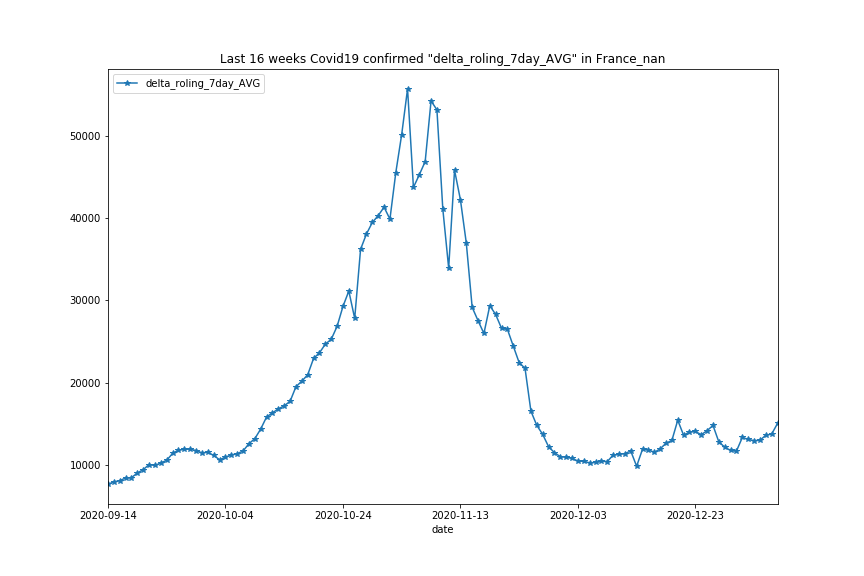 Last 16 weeks Covid19 confirmed "delta_roling_7day_AVG" in France_nan
delta_roling_7day_AVG
50000
40000
30000
20000
10000
2020-09-14 2020-10-04 2020-10-24 2020-11-13 2020-12-03 2020-12-23
date